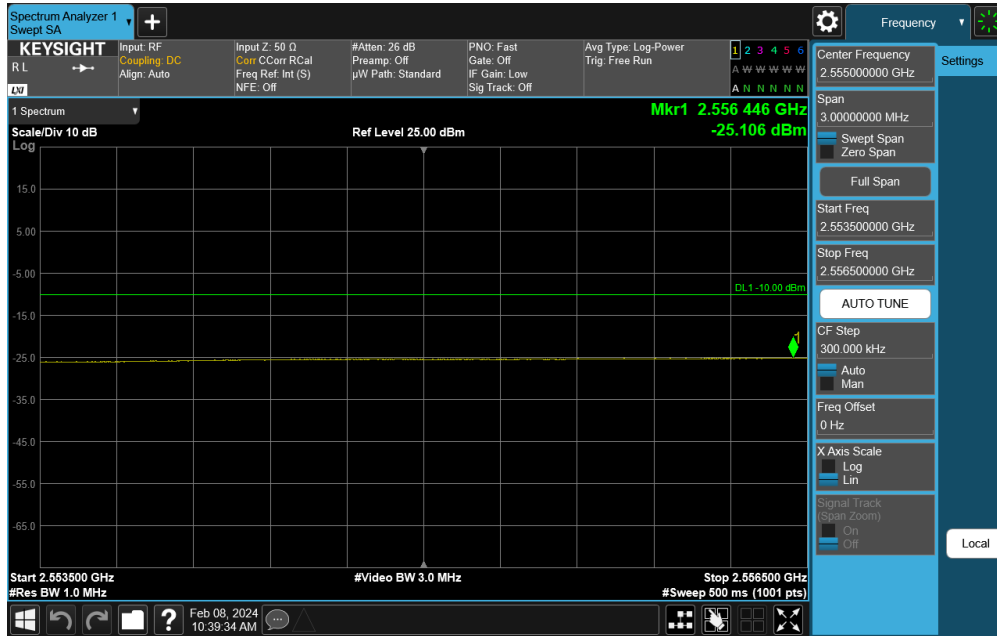 Spectrum Analyzer 1
Swept SA
Frequency
KEYSIGHT
R L
LXI
Input: RF
Coupling: DC
Align: Auto
Input Z: 50 Ω
Corr CCorr RCal
Freq Ref: Int (S)
NFE: Off
#Atten: 26 dB
Preamp: Off
µW Path: Standard
PNO: Fast
Gate: Off
IF Gain: Low
Sig Track: Off
Avg Type: Log-Power
Trig: Free Run
1 2 3 4 5 6
A W W W W W
A N N N N N
1 Spectrum
Mkr1 2.556 446 GHz
-25.106 dBm
Scale/Div 10 dB
Ref Level 25.00 dBm
Log
15.0
5.00
-5.00
-15.0
-25.0
-35.0
-45.0
-55.0
-65.0
DL1 -10.00 dBm
1
Start 2.553500 GHz
#Video BW 3.0 MHz
Stop 2.556500 GHz
#Res BW 1.0 MHz
#Sweep 500 ms (1001 pts)
Center Frequency
2.555000000 GHz
Settings
Span
3.00000000 MHz
Swept Span
Zero Span
Full Span
Start Freq
2.553500000 GHz
Stop Freq
2.556500000 GHz
AUTO TUNE
CF Step
300.000 kHz
Auto
Man
Freq Offset
0 Hz
X Axis Scale
Log
Lin
Signal Track
(Span Zoom)
On
Off
Local
?
Feb 08, 2024
10:39:34 AM